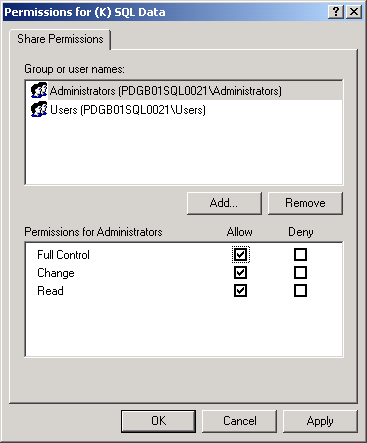 Permissions for (K) SQL Data
Share Permissions
Group or user names:
Administrators (PDGB01SQL0021\Administrators)
Users (PDGB01SQL0021\Users)
Add... Remove
Permissions for Administrators Allow Deny
Full Control
Change
Read
OK Cancel Apply